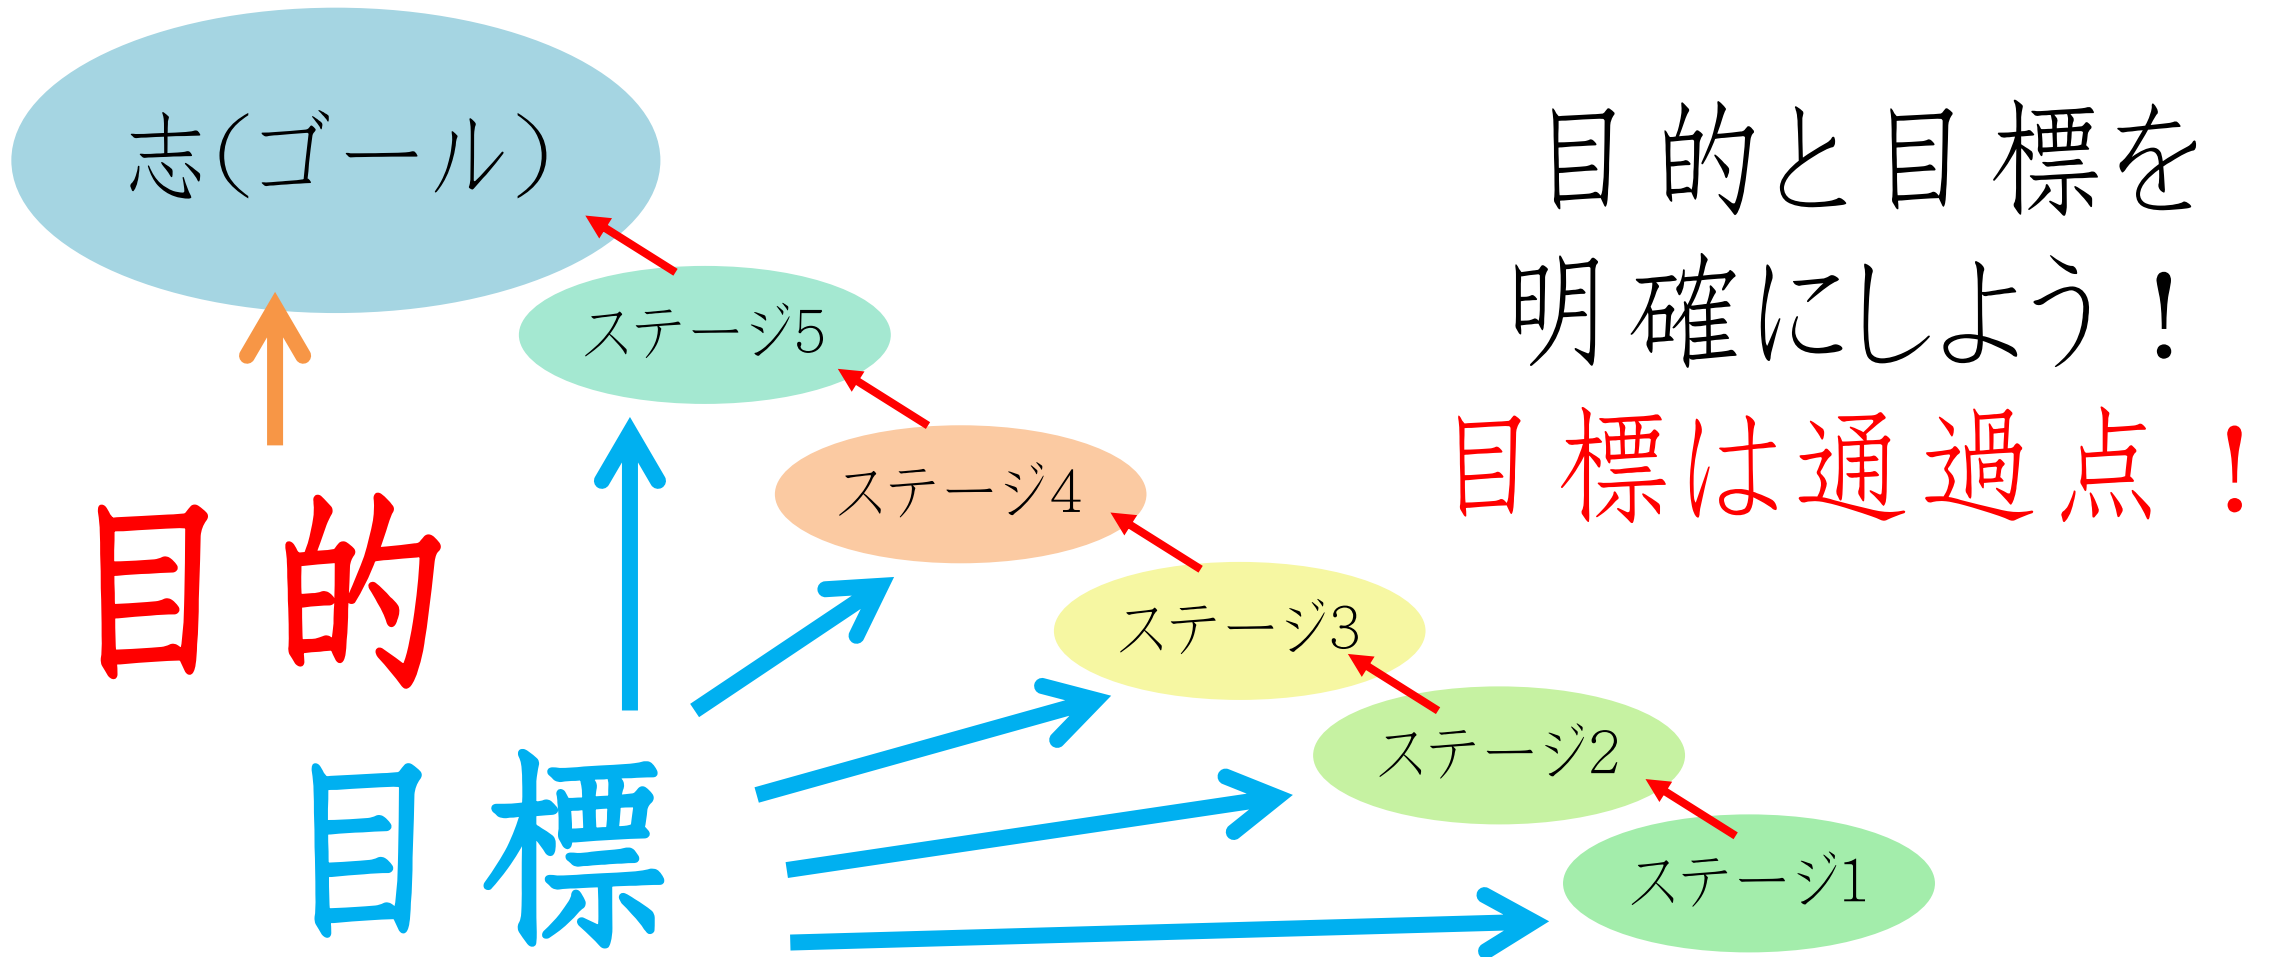 志(ゴール)
目的と目標を
明確にしよう！
目標は通過点！
ステージ5
ステージ4
目的
ステージ3
ステージ2
目標
ステージ1